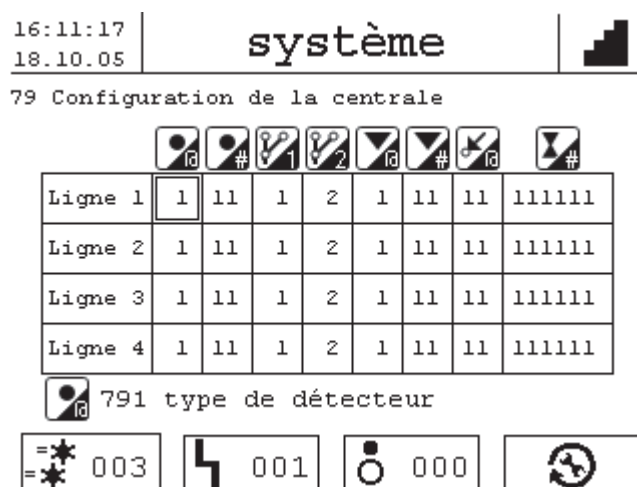 16:11:17
18.10.05
système
79 Configuration de la centrale
@ # 1 2 @ # @ #
Ligne 1 1 11 1 2 1 11 11 111111
Ligne 2 1 11 1 2 1 11 11 111111
Ligne 3 1 11 1 2 1 11 11 111111
Ligne 4 1 11 1 2 1 11 11 111111
@ 791 type de détecteur
003 001 000